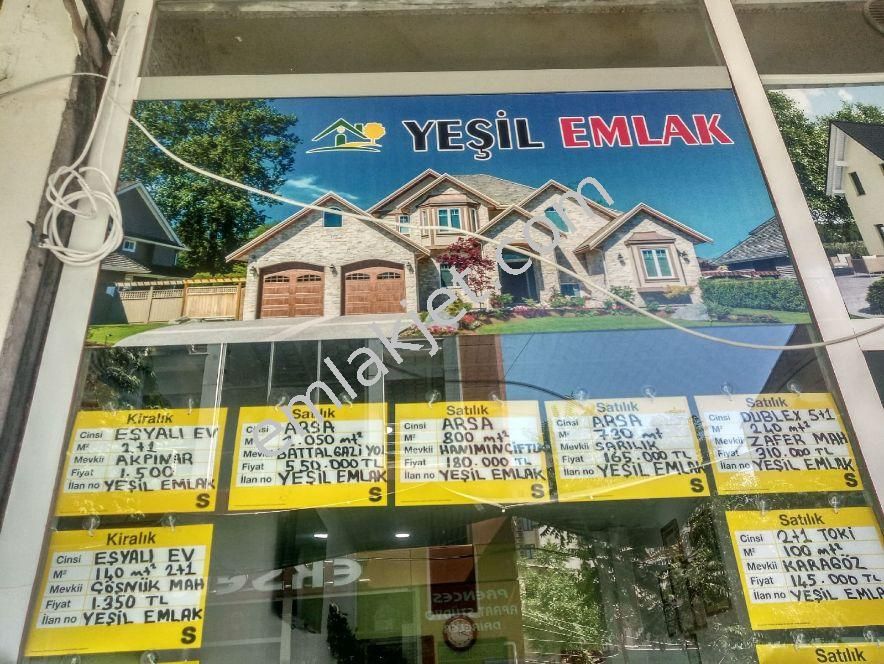 YEŞİL EMLAK
emlakjet.com
Kiralık
Cinsi EŞYALI EV
M² 2+1
Mevkii AKPINAR
Fiyat 1.500
İlan no YEŞİL EMLAK
S
Satılık
ARSA
1.050 mt²
BATTALGAZİ YOL
Fiyat 550.000 TL
İlan no YEŞİL EMLAK
S
Satılık
Cinsi ARSA
M² 800 mt²
Mevkii HANIMINÇİFTLİ
Fiyat 180.000 TL
İlan no YEŞİL EMLAK
S
Satılık
Cinsi ARSA
M² 730 mt²
Mevkii SARILIK
Fiyat 165.000 TL
İlan no YEŞİL EMLAK
S
Satılık
Cinsi DUBLEX 5+1
M² 240 mt²
Mevkii ZAFER MAH
Fiyat 310.000 TL
İlan no YEŞİL EMLAK
S
Kiralık
Cinsi EŞYALI EV
M² 140 mt² 2+1
Mevkii GÖSNÜK MAH
Fiyat 1.350 TL
İlan no YEŞİL EMLAK
S
Satılık
Cinsi 2+1 TOKİ
M² 100 mt²
Mevkii KARAGÖZ
Fiyat 145.000 TL
İlan no YEŞİL EMLAK
S
Satılık